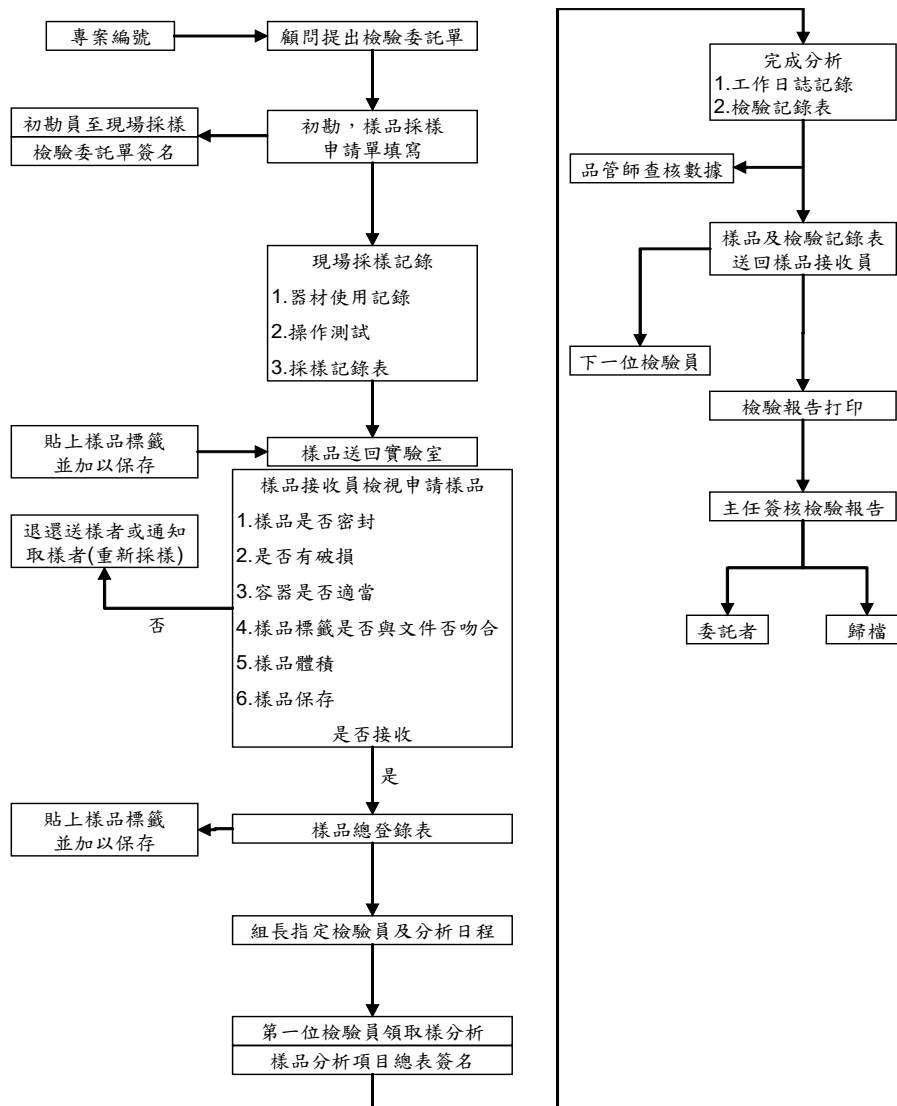 專案編號
顧問提出檢驗委託單
初勘員至現場採樣
檢驗委託單簽名
初勘，樣品採樣
申請單填寫
現場採樣記錄
1.器材使用記錄
2.操作測試
3.採樣記錄表
貼上樣品標籤
並加以保存
樣品送回實驗室
樣品接收員檢視申請樣品
1.樣品是否密封
2.是否有破損
3.容器是否適當
4.樣品標籤是否與文件否吻合
5.樣品體積
6.樣品保存
是否接收
退還送樣者或通知
取樣者(重新採樣)
否
是
貼上樣品標籤
並加以保存
樣品總登錄表
組長指定檢驗員及分析日程
第一位檢驗員領取樣分析
樣品分析項目總表簽名
完成分析
1.工作日誌記錄
2.檢驗記錄表
品管師查核數據
樣品及檢驗記錄表
送回樣品接收員
下一位檢驗員
檢驗報告打印
主任簽核檢驗報告
委託者
歸檔